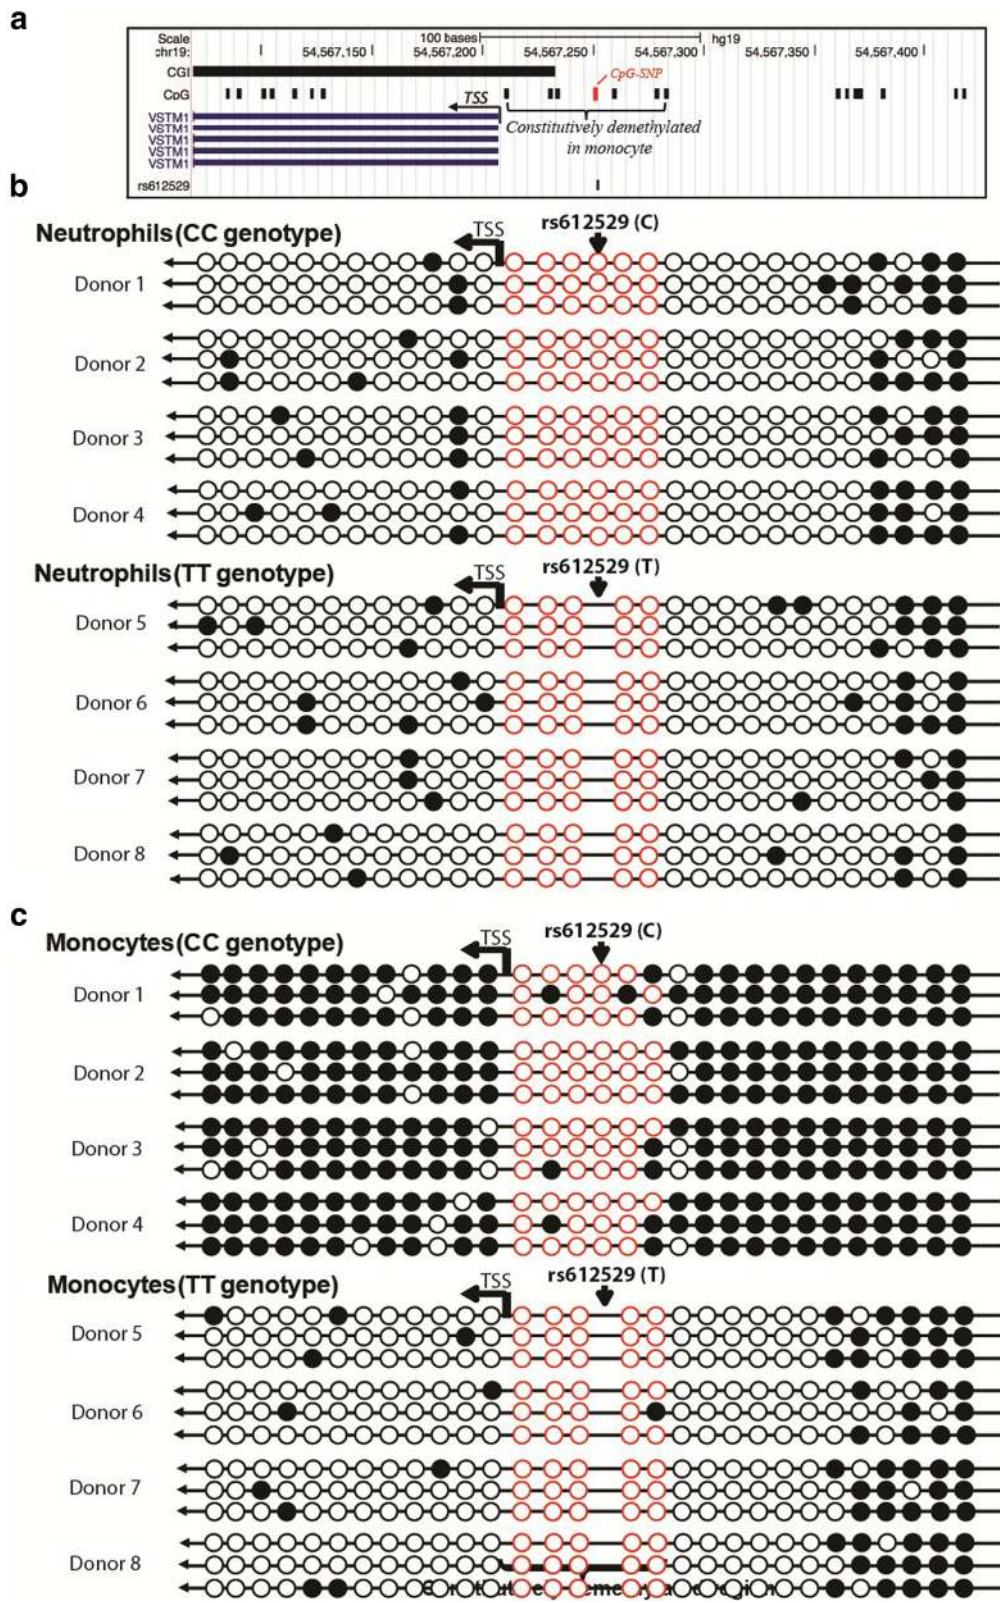 a
Scale 100 bases hg19
chr19: 54,567,150 54,567,200 54,567,250 54,567,300 54,567,350 54,567,400
CGI
CpG-SNP
CpG
TSS
VSTM1
VSTM1
VSTM1
VSTM1
VSTM1
Constitutively demethylated
in monocyte
rs612529
b
Neutrophils (CC genotype) TSS rs612529 (C)
Donor 1
Donor 2
Donor 3
Donor 4
Neutrophils (TT genotype) TSS rs612529 (T)
Donor 5
Donor 6
Donor 7
Donor 8
c
Monocytes (CC genotype) TSS rs612529 (C)
Donor 1
Donor 2
Donor 3
Donor 4
Monocytes (TT genotype) TSS rs612529 (T)
Donor 5
Donor 6
Donor 7
Donor 8